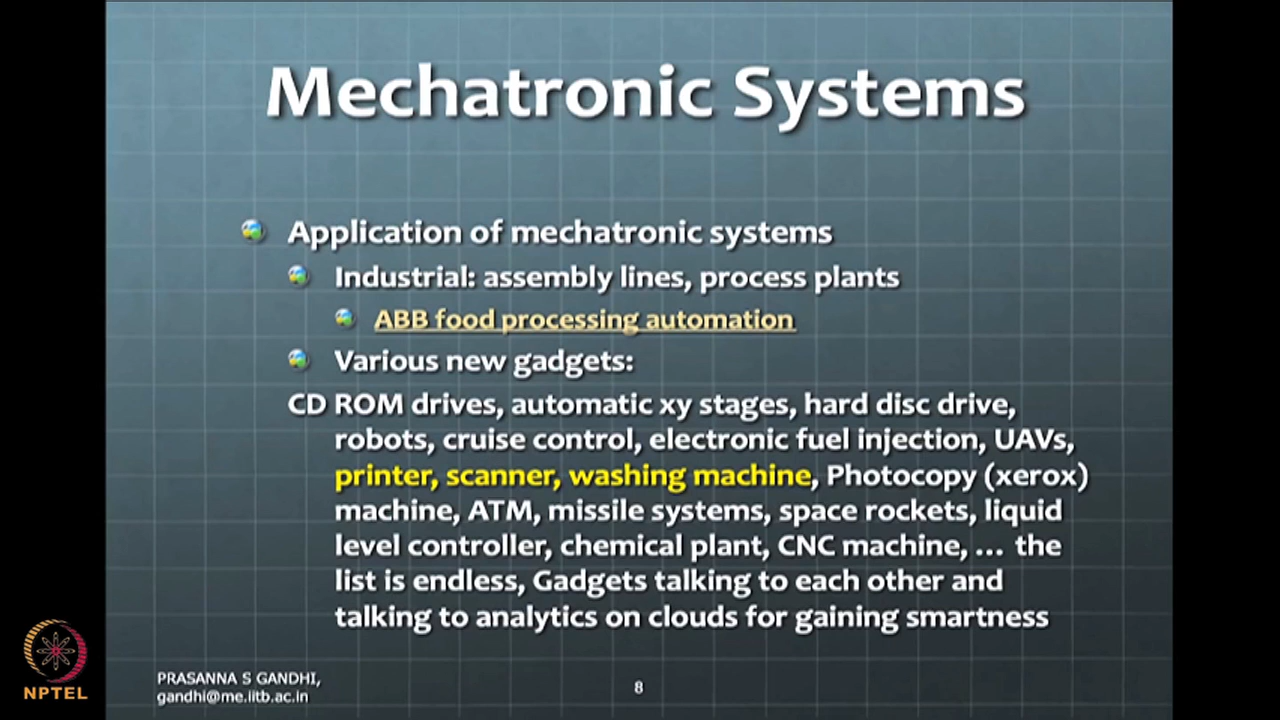 Mechatronic Systems
Application of mechatronic systems
Industrial: assembly lines, process plants
ABB food processing automation
Various new gadgets:
CD ROM drives, automatic xy stages, hard disc drive,
robots, cruise control, electronic fuel injection, UAVs,
printer, scanner, washing machine, Photocopy (xerox)
machine, ATM, missile systems, space rockets, liquid
level controller, chemical plant, CNC machine, ... the
list is endless, Gadgets talking to each other and
talking to analytics on clouds for gaining smartness
PRASANNA S GANDHI,
gandhi@me.iitb.ac.in
8
NPTEL